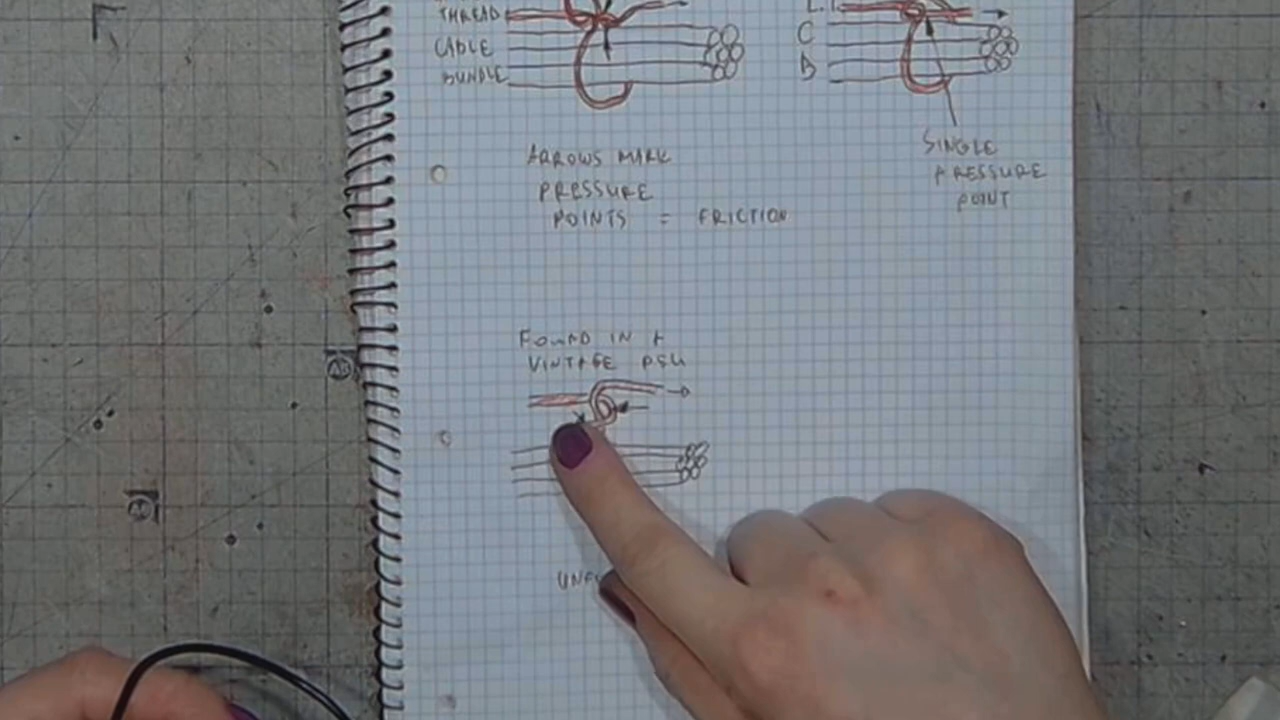 THREAD
CABLE
BUNDLE
L.T
C
B
ARROWS MARK
PRESSURE
POINTS = FRICTION
SINGLE
PRESSURE
POINT
FOUND IN A
VINTAGE PSU